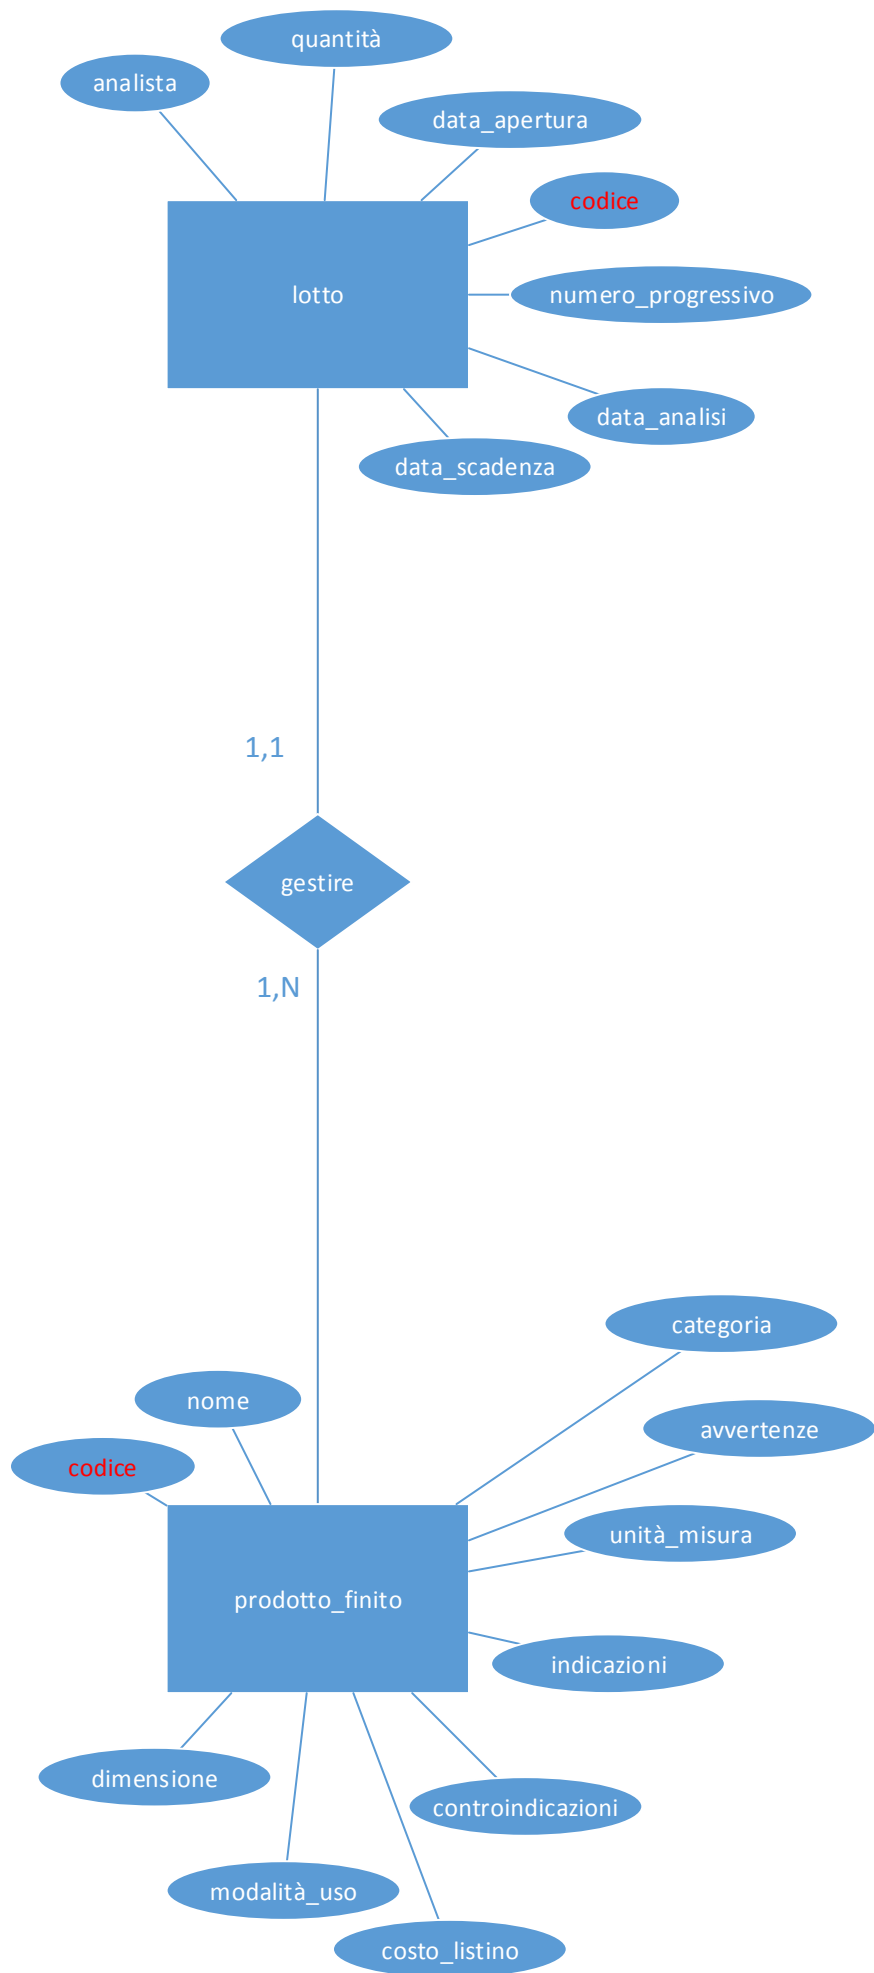 quantità
analista
data_apertura
codice
lotto
numero_progressivo
data_analisi
data_scadenza
1,1
gestire
1,N
categoria
nome
avvertenze
codice
unità_misura
prodotto_finito
indicazioni
dimensione
controindicazioni
modalità_uso
costo_listino